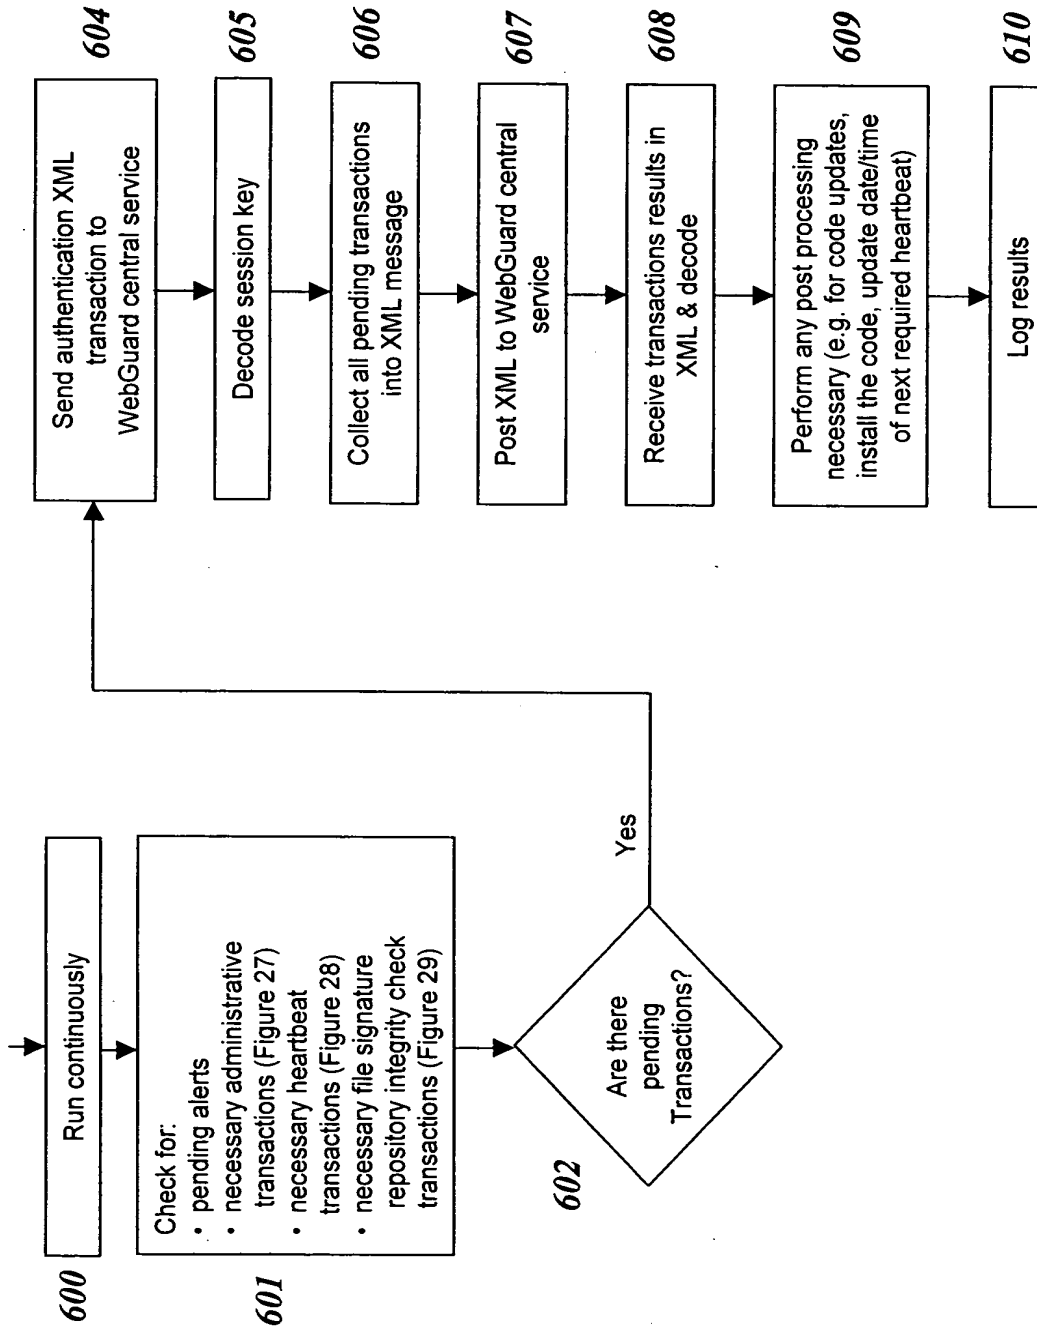 600
Run continuously
601
Check for:
• pending alerts
• necessary administrative
transactions (Figure 27)
• necessary heartbeat
transactions (Figure 28)
• necessary file signature
repository integrity check
transactions (Figure 29)
602
Are there
pending
Transactions?
Yes
Send authentication XML
transaction to
WebGuard central service
604
Decode session key
605
Collect all pending transactions
into XML message
606
Post XML to WebGuard central
service
607
Receive transactions results in
XML & decode
608
Perform any post processing
necessary (e.g. for code updates,
install the code, update date/time
of next required heartbeat)
609
Log results
610